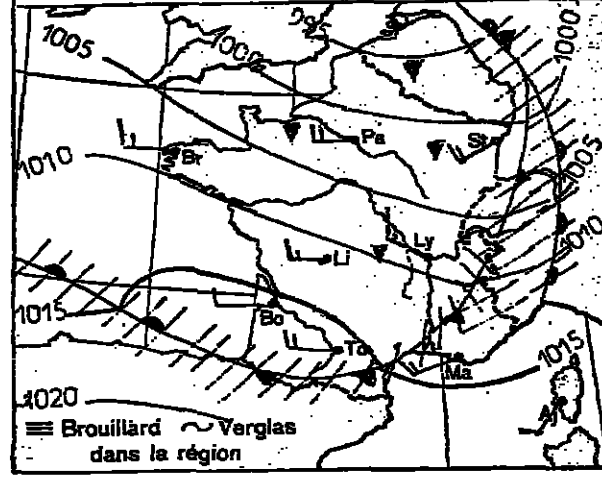 1005
1000
1000
Pa
St
Br
1010
1005
Ly
1010
Li
1015
Bo
To
1015
Ma
1020
Aj
Brouillard Verglas
dans la région